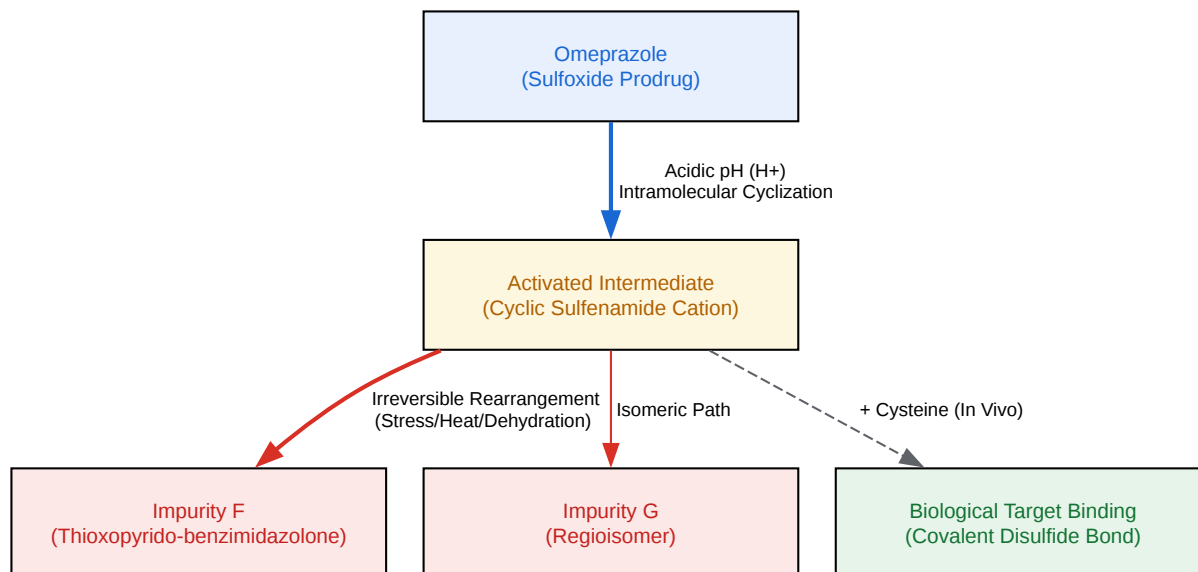 Omeprazole
(Sulfoxide Prodrug)
Acidic pH (H+)
Intramolecular Cyclization
Activated Intermediate
(Cyclic Sulfenamide Cation)
Irreversible Rearrangement
(Stress/Heat/Dehydration)
Isomeric Path
+ Cysteine (In Vivo)
Impurity F
(Thioxopyrido-benzimidazolone)
Impurity G
(Regioisomer)
Biological Target Binding
(Covalent Disulfide Bond)